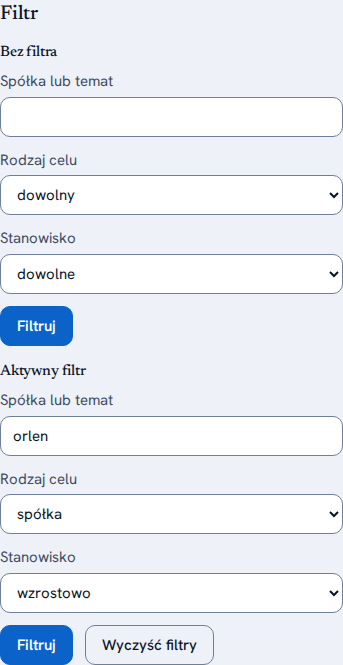 Filtr
Bez filtra
Spółka lub temat
Rodzaj celu
dowolny
Stanowisko
dowolne
Filtruj
Aktywny filtr
Spółka lub temat
orlen
Rodzaj celu
spółka
Stanowisko
wzrostowo
Filtruj Wyczyść filtry